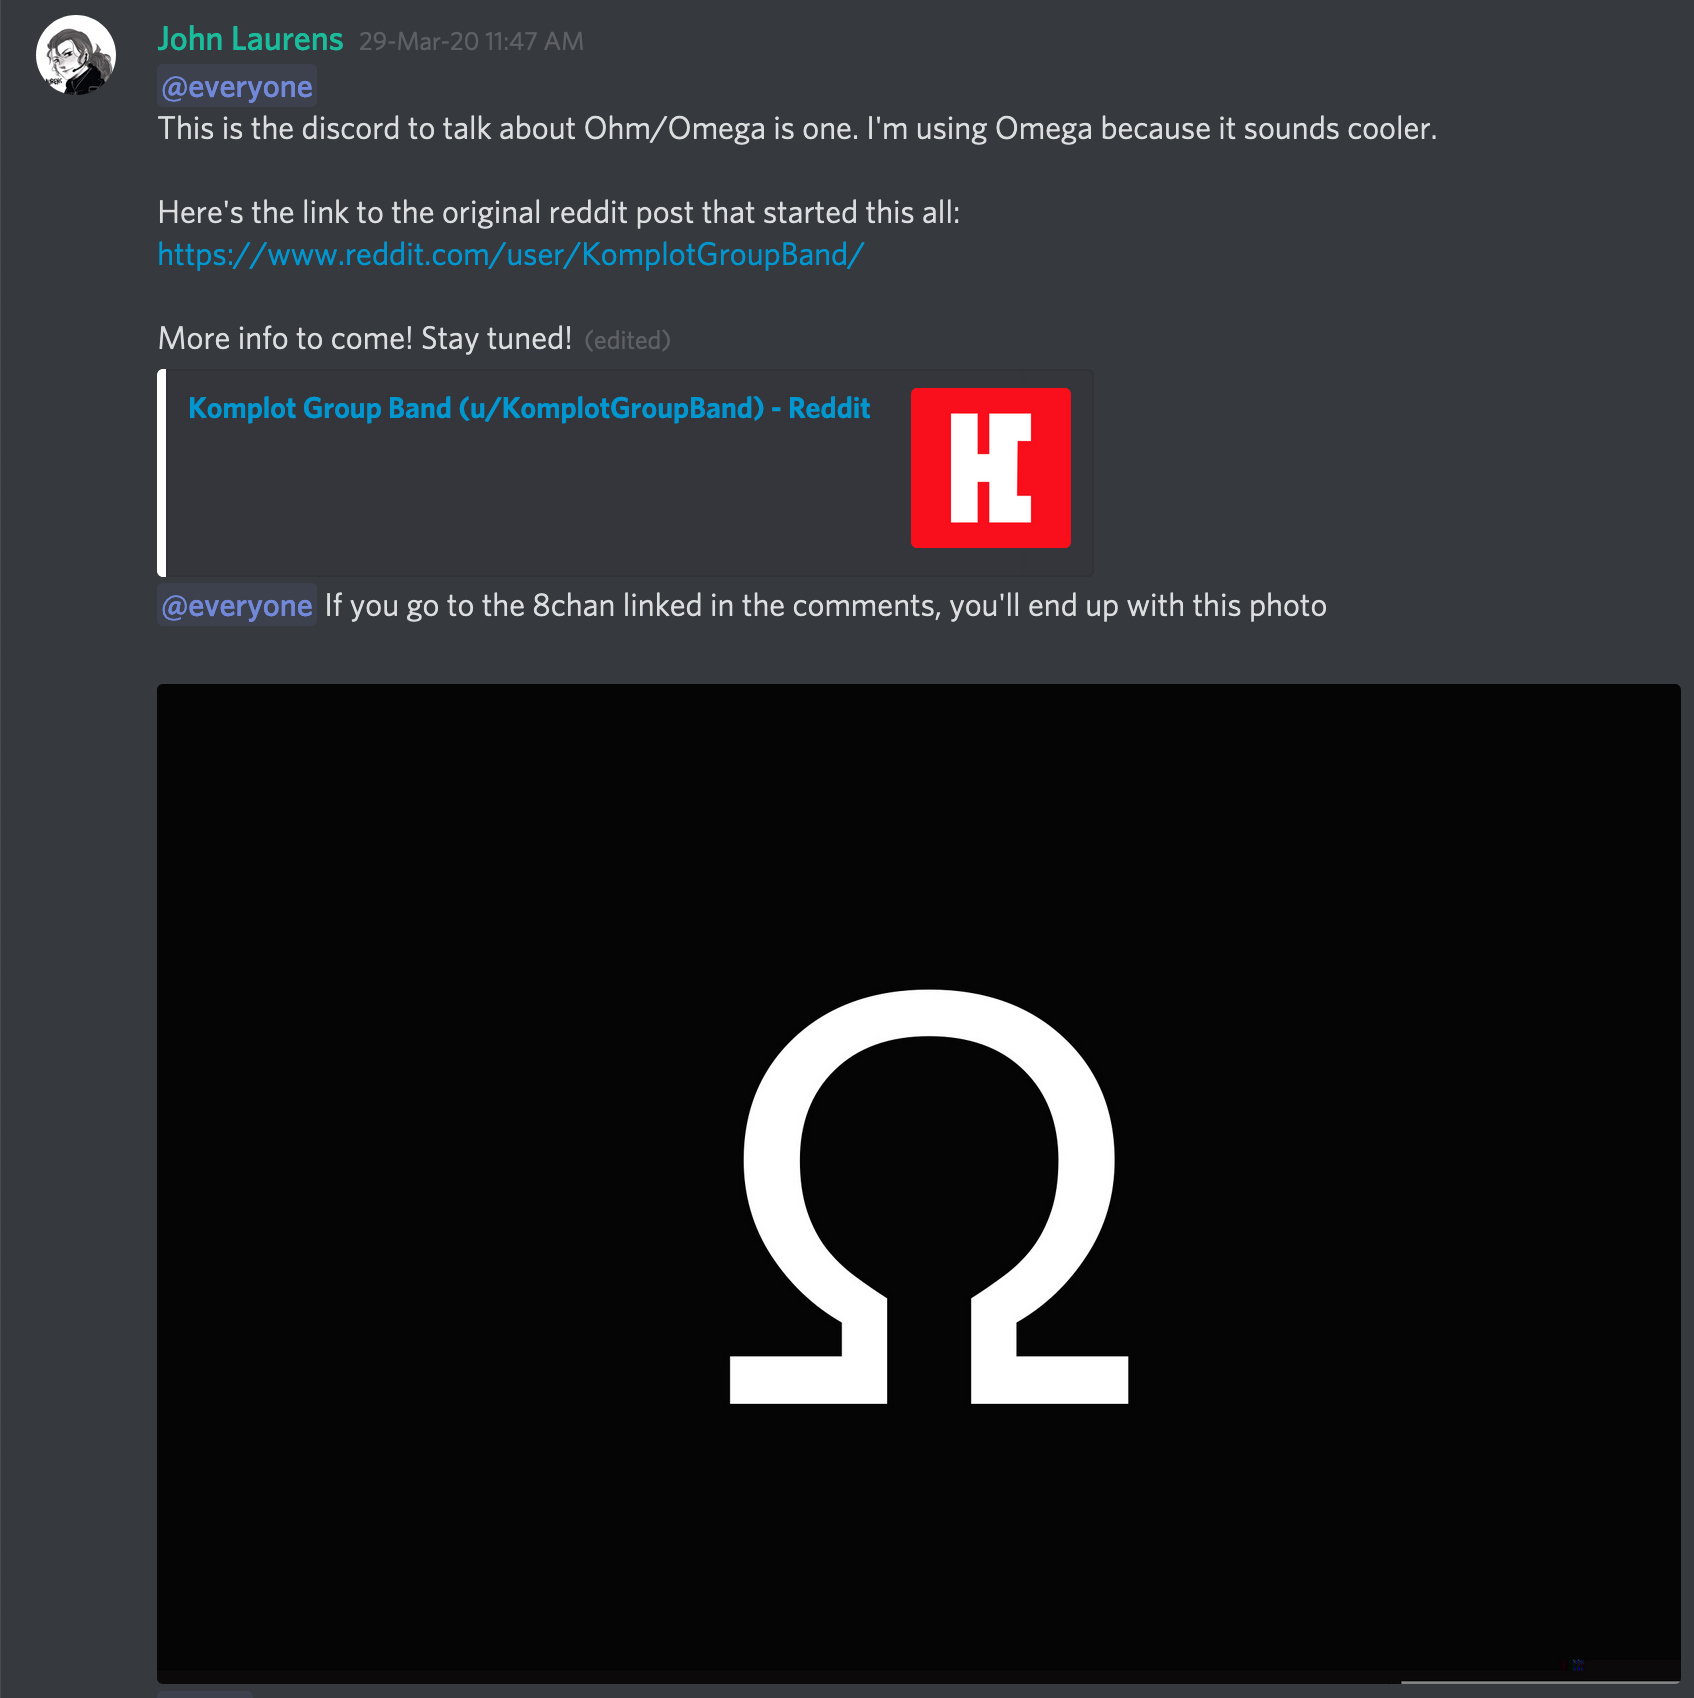 John Laurens 29-Mar-20 11:47 AM
@everyone
This is the discord to talk about Ohm/Omega is one. I'm using Omega because it sounds cooler.
Here's the link to the original reddit post that started this all:
https://www.reddit.com/user/KomplotGroupBand/
More info to come! Stay tuned! (edited)
Komplot Group Band (u/KomplotGroupBand) - Reddit
@everyone If you go to the 8chan linked in the comments, you'll end up with this photo
Ω